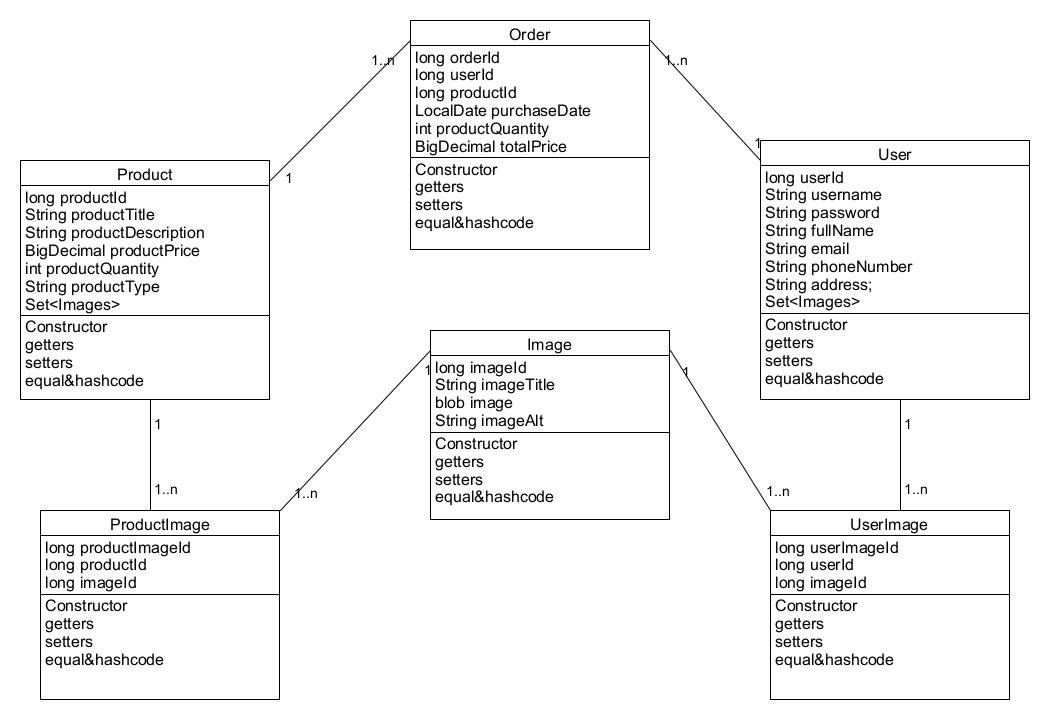 Order
long orderId
long userId
long productId
LocalDate purchaseDate
int productQuantity
BigDecimal totalPrice
Constructor
getters
setters
equal&hashcode
1..n
1
1..n
1
Product
long productId
String productTitle
String productDescription
BigDecimal productPrice
int productQuantity
String productType
Set<Images>
Constructor
getters
setters
equal&hashcode
User
long userId
String username
String password
String fullName
String email
String phoneNumber
String address;
Set<Images>
Constructor
getters
setters
equal&hashcode
Image
long imageId
String imageTitle
blob image
String imageAlt
Constructor
getters
setters
equal&hashcode
1
1..n
1
1..n
1
1..n
1
1..n
ProductImage
long productImageId
long productId
long imageId
Constructor
getters
setters
equal&hashcode
UserImage
long userImageId
long userId
long imageId
Constructor
getters
setters
equal&hashcode